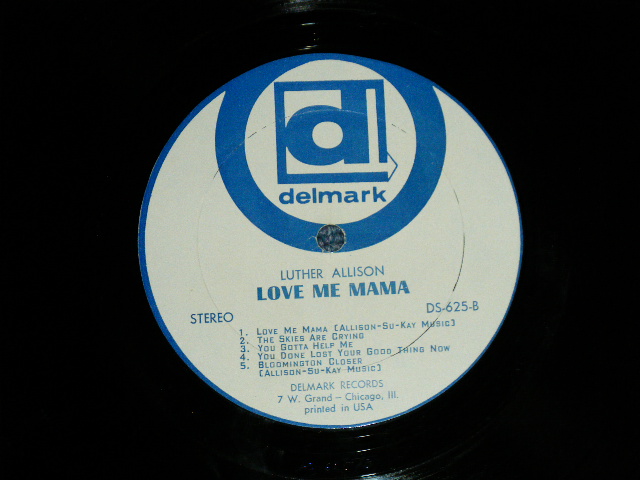 d
delmark
LUTHER ALLISON
LOVE ME MAMA
STEREO DS-625-B
1. LOVE ME MAMA [ALLISON-SU-KAY MUSIC]
2. THE SKIES ARE CRYING
3. YOU GOTTA HELP ME
4. YOU DONE LOST YOUR GOOD THING NOW
5. BLOOMINGTON CLOSER
[ALLISON-SU-KAY MUSIC]
DELMARK RECORDS
7 W. Grand – Chicago, Ill.
printed in USA